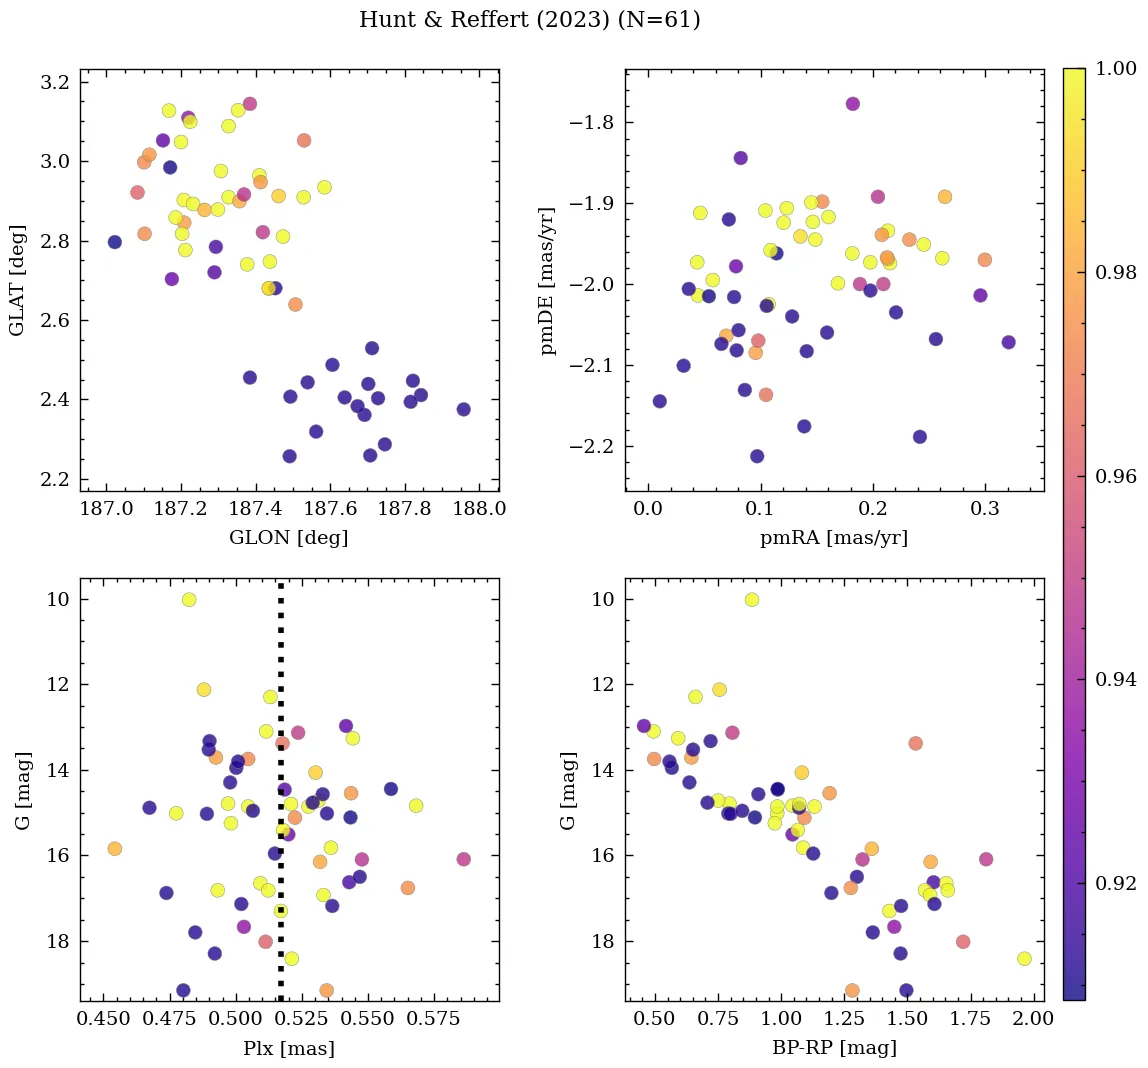 Hunt & Reffert (2023) (N=61)
3.2
3.0
2.8
2.6
2.4
2.2
GLAT [deg]
187.0 187.2 187.4 187.6 187.8 188.0
GLON [deg]
−1.8
−1.9
−2.0
−2.1
−2.2
pmDE [mas/yr]
0.0 0.1 0.2 0.3
pmRA [mas/yr]
10
12
14
16
18
G [mag]
0.450 0.475 0.500 0.525 0.550 0.575
Plx [mas]
10
12
14
16
18
G [mag]
0.50 0.75 1.00 1.25 1.50 1.75 2.00
BP-RP [mag]
1.00
0.98
0.96
0.94
0.92